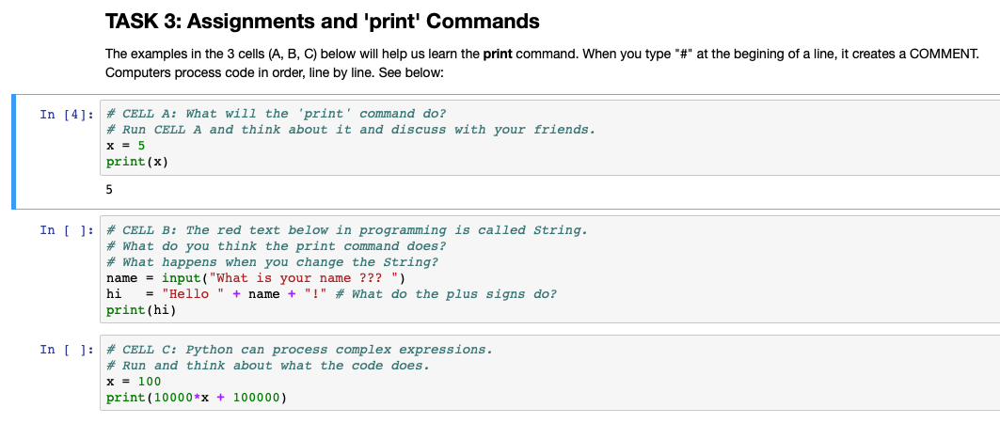 TASK 3: Assignments and 'print' Commands
The examples in the 3 cells (A, B, C) below will help us learn the print command. When you type "#" at the begining of a line, it creates a COMMENT.
Computers process code in order, line by line. See below:
In [4]: # CELL A: What will the 'print' command do?
# Run CELL A and think about it and discuss with your friends.
x = 5
print(x)
5
In [ ]: # CELL B: The red text below in programming is called String.
# What do you think the print command does?
# What happens when you change the String?
name = input("What is your name ??? ")
hi   = "Hello " + name + "!" # What do the plus signs do?
print(hi)
In [ ]: # CELL C: Python can process complex expressions.
# Run and think about what the code does.
x = 100
print(10000*x + 100000)